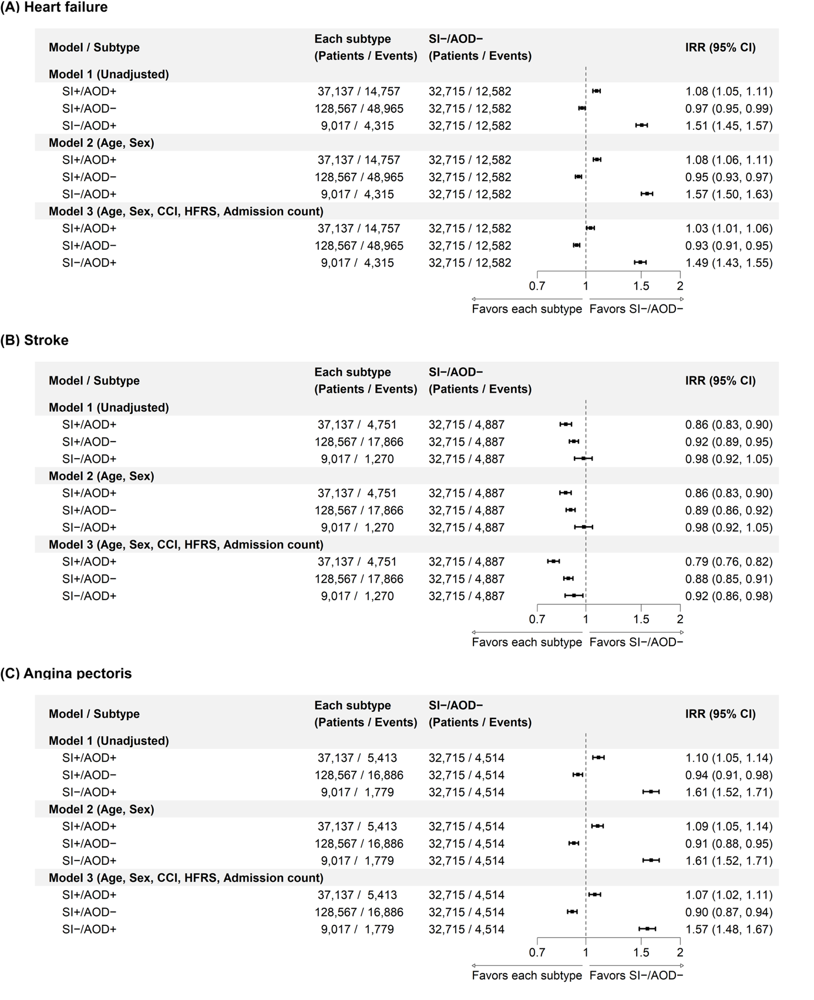 (A) Heart failure
Model / Subtype
Each subtype
(Patients / Events)
SI−/AOD−
(Patients / Events)
IRR (95% CI)
Model 1 (Unadjusted)
SI+/AOD+ 37,137 / 14,757 32,715 / 12,582 1.08 (1.05, 1.11)
SI+/AOD− 128,567 / 48,965 32,715 / 12,582 0.97 (0.95, 0.99)
SI−/AOD+ 9,017 / 4,315 32,715 / 12,582 1.51 (1.45, 1.57)
Model 2 (Age, Sex)
SI+/AOD+ 37,137 / 14,757 32,715 / 12,582 1.08 (1.06, 1.11)
SI+/AOD− 128,567 / 48,965 32,715 / 12,582 0.95 (0.93, 0.97)
SI−/AOD+ 9,017 / 4,315 32,715 / 12,582 1.57 (1.50, 1.63)
Model 3 (Age, Sex, CCI, HFRS, Admission count)
SI+/AOD+ 37,137 / 14,757 32,715 / 12,582 1.03 (1.01, 1.06)
SI+/AOD− 128,567 / 48,965 32,715 / 12,582 0.93 (0.91, 0.95)
SI−/AOD+ 9,017 / 4,315 32,715 / 12,582 1.49 (1.43, 1.55)
0.7 1 1.5 2
Favors each subtype Favors SI−/AOD−
(B) Stroke
Model / Subtype
Each subtype
(Patients / Events)
SI−/AOD−
(Patients / Events)
IRR (95% CI)
Model 1 (Unadjusted)
SI+/AOD+ 37,137 / 4,751 32,715 / 4,887 0.86 (0.83, 0.90)
SI+/AOD− 128,567 / 17,866 32,715 / 4,887 0.92 (0.89, 0.95)
SI−/AOD+ 9,017 / 1,270 32,715 / 4,887 0.98 (0.92, 1.05)
Model 2 (Age, Sex)
SI+/AOD+ 37,137 / 4,751 32,715 / 4,887 0.86 (0.83, 0.90)
SI+/AOD− 128,567 / 17,866 32,715 / 4,887 0.89 (0.86, 0.92)
SI−/AOD+ 9,017 / 1,270 32,715 / 4,887 0.98 (0.92, 1.05)
Model 3 (Age, Sex, CCI, HFRS, Admission count)
SI+/AOD+ 37,137 / 4,751 32,715 / 4,887 0.79 (0.76, 0.82)
SI+/AOD− 128,567 / 17,866 32,715 / 4,887 0.88 (0.85, 0.91)
SI−/AOD+ 9,017 / 1,270 32,715 / 4,887 0.92 (0.86, 0.98)
0.7 1 1.5 2
Favors each subtype Favors SI−/AOD−
(C) Angina pectoris
Model / Subtype
Each subtype
(Patients / Events)
SI−/AOD−
(Patients / Events)
IRR (95% CI)
Model 1 (Unadjusted)
SI+/AOD+ 37,137 / 5,413 32,715 / 4,514 1.10 (1.05, 1.14)
SI+/AOD− 128,567 / 16,886 32,715 / 4,514 0.94 (0.91, 0.98)
SI−/AOD+ 9,017 / 1,779 32,715 / 4,514 1.61 (1.52, 1.71)
Model 2 (Age, Sex)
SI+/AOD+ 37,137 / 5,413 32,715 / 4,514 1.09 (1.05, 1.14)
SI+/AOD− 128,567 / 16,886 32,715 / 4,514 0.91 (0.88, 0.95)
SI−/AOD+ 9,017 / 1,779 32,715 / 4,514 1.61 (1.52, 1.71)
Model 3 (Age, Sex, CCI, HFRS, Admission count)
SI+/AOD+ 37,137 / 5,413 32,715 / 4,514 1.07 (1.02, 1.11)
SI+/AOD− 128,567 / 16,886 32,715 / 4,514 0.90 (0.87, 0.94)
SI−/AOD+ 9,017 / 1,779 32,715 / 4,514 1.57 (1.48, 1.67)
0.7 1 1.5 2
Favors each subtype Favors SI−/AOD−